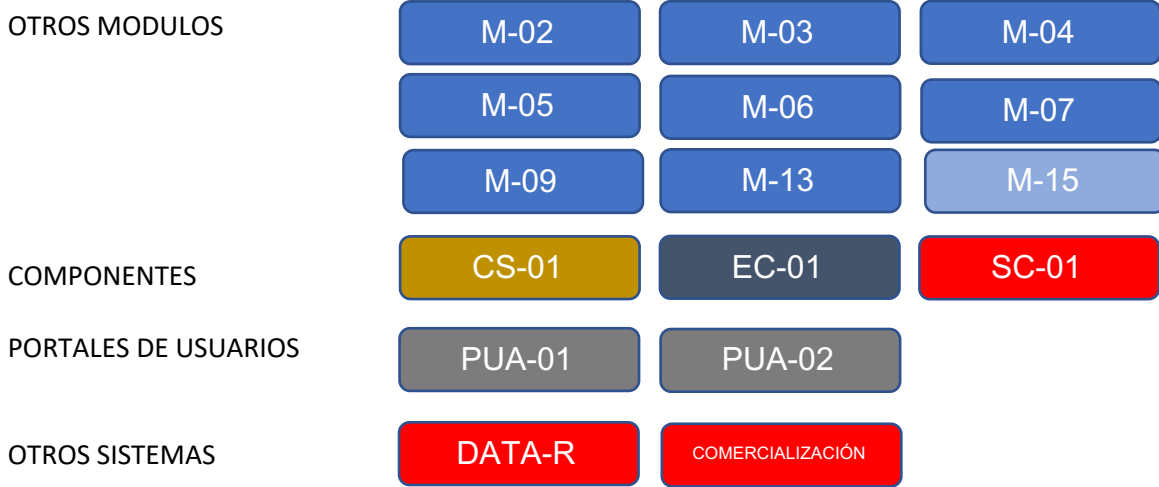 OTROS MODULOS
M-02 M-03 M-04
M-05 M-06 M-07
M-09 M-13 M-15
COMPONENTES CS-01 EC-01 SC-01
PORTALES DE USUARIOS PUA-01 PUA-02
OTROS SISTEMAS DATA-R COMERCIALIZACIÓN